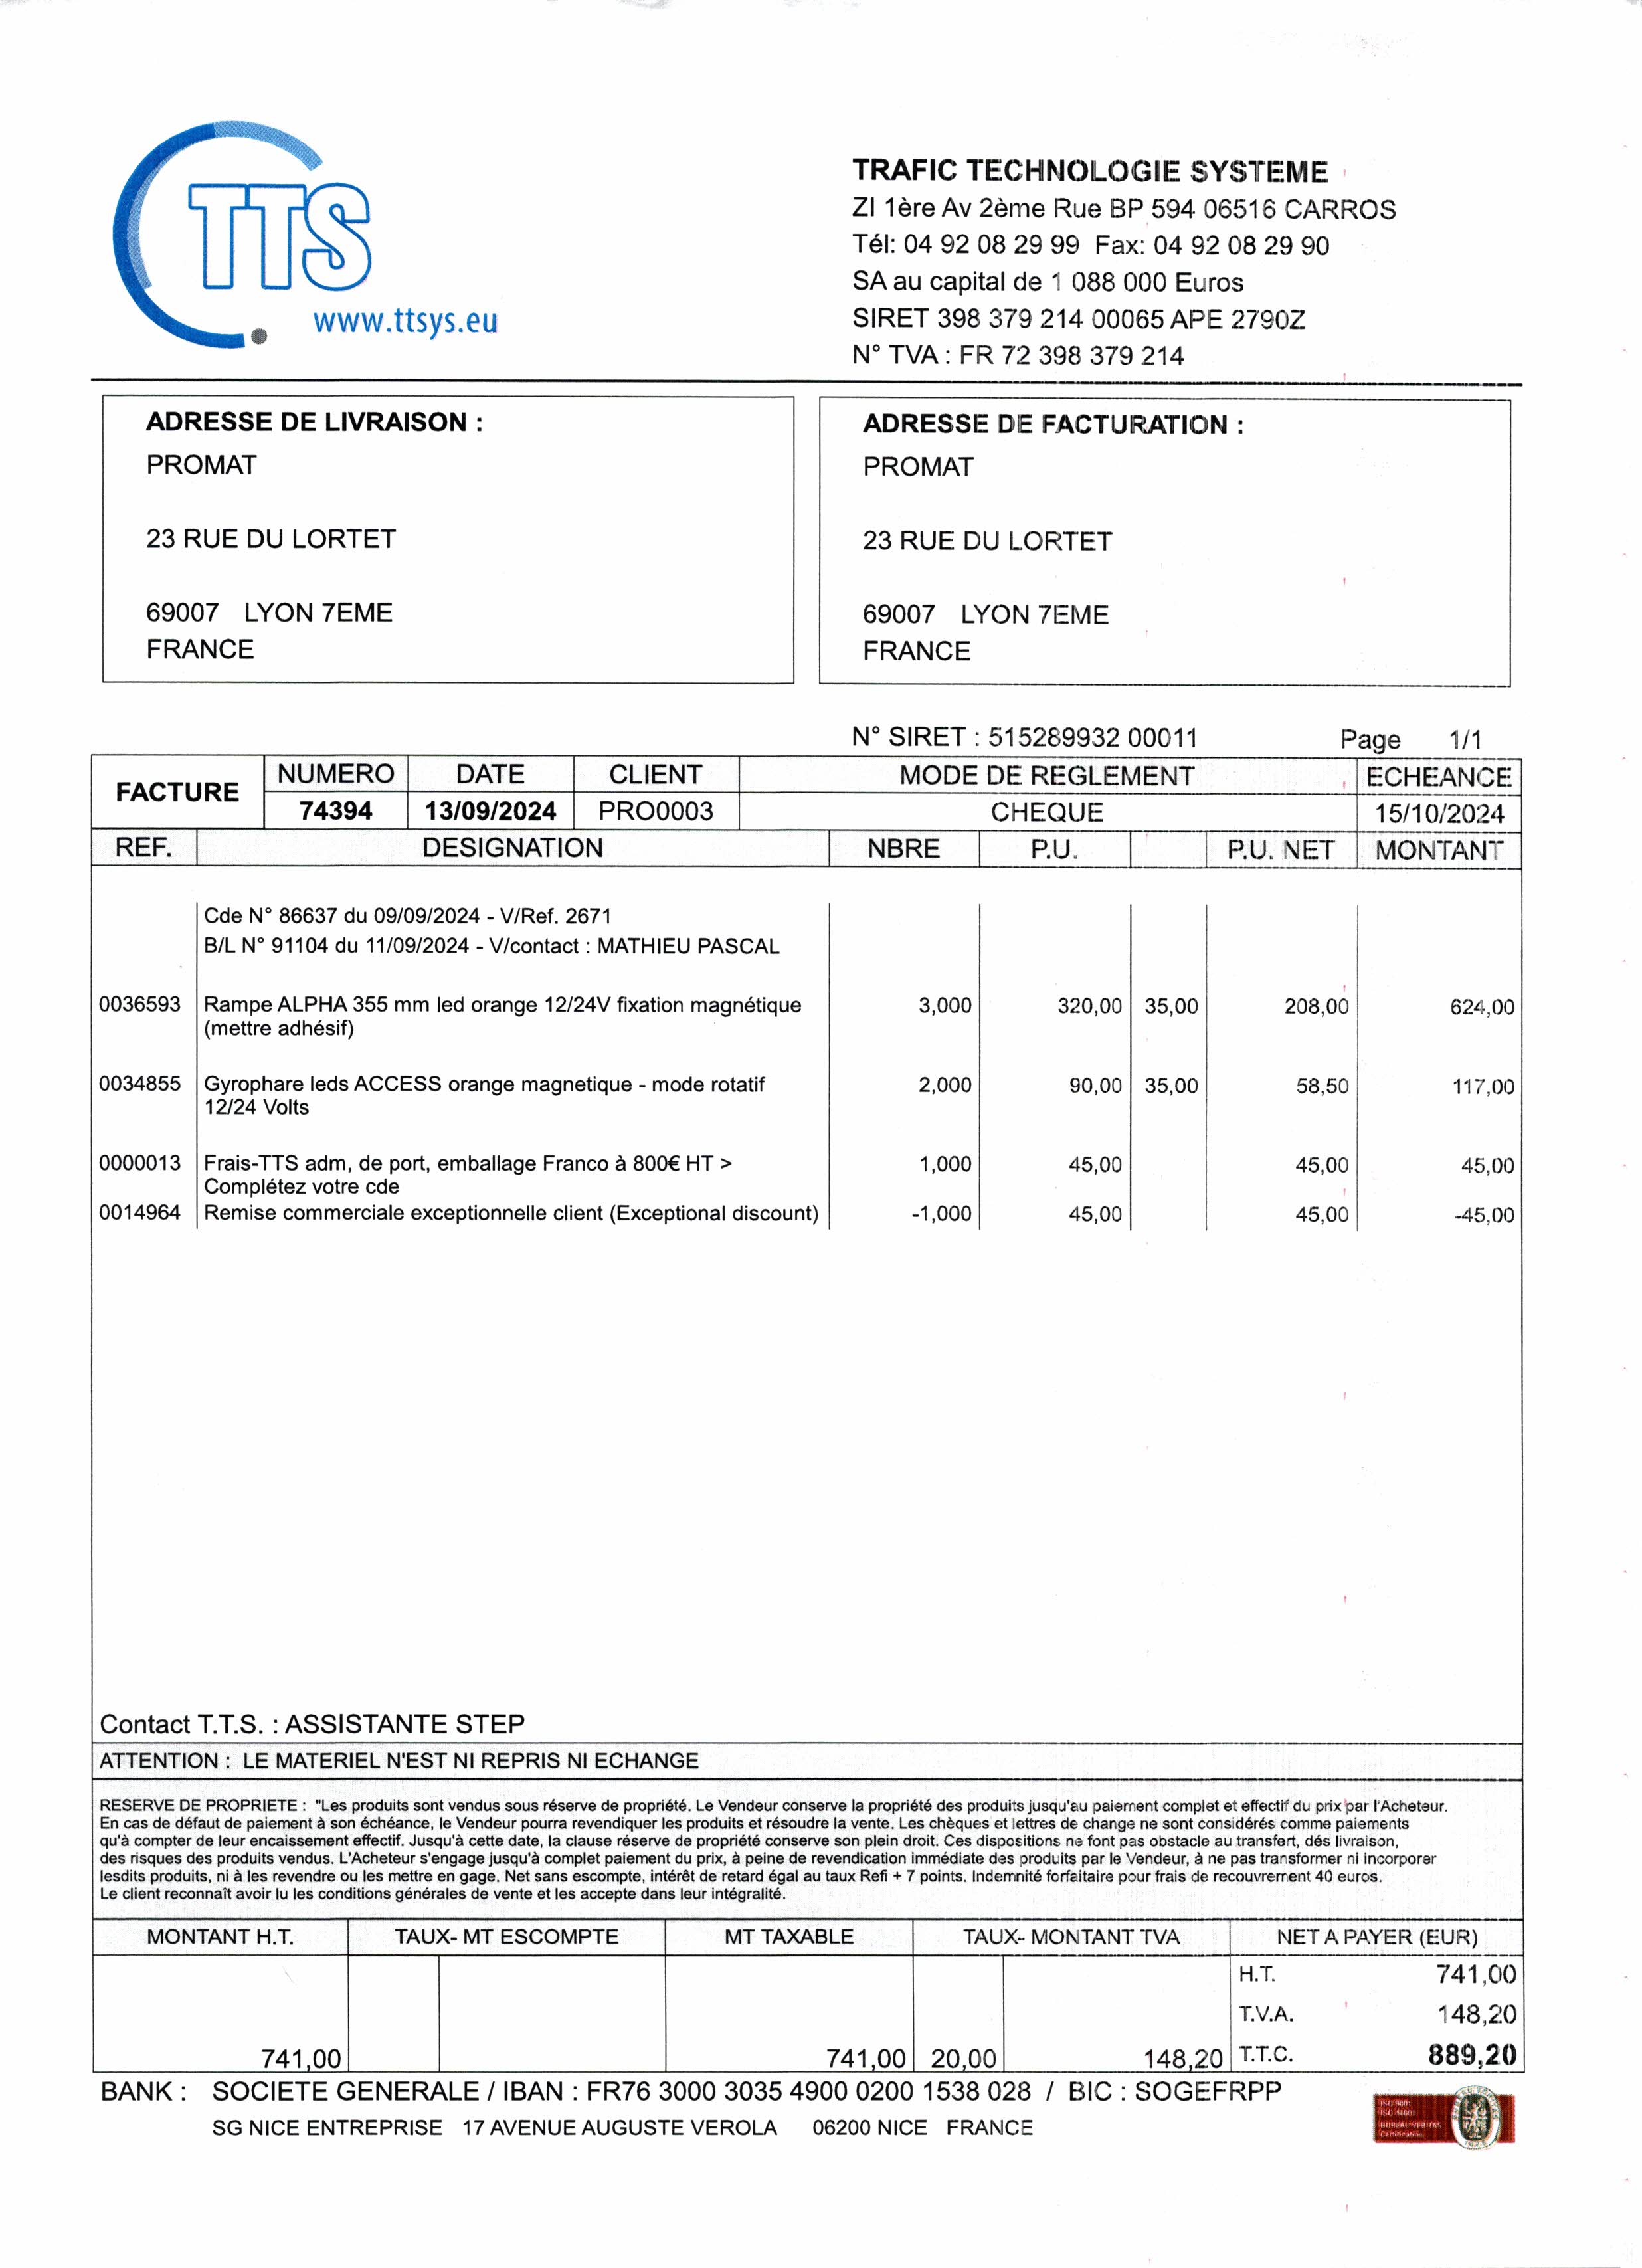 TTS
www.ttsys.eu
TRAFIC TECHNOLOGIE SYSTEME
ZI 1ère Av 2ème Rue BP 594 06516 CARROS
Tél: 04 92 08 29 99 Fax: 04 92 08 29 90
SA au capital de 1 088 000 Euros
SIRET 398 379 214 00065 APE 2790Z
N° TVA : FR 72 398 379 214
ADRESSE DE LIVRAISON :
PROMAT
23 RUE DU LORTET
69007 LYON 7EME
FRANCE
ADRESSE DE FACTURATION :
PROMAT
23 RUE DU LORTET
69007 LYON 7EME
FRANCE
N° SIRET : 515289932 00011 Page 1/1
FACTURE NUMERO DATE CLIENT MODE DE REGLEMENT ECHEANCE
74394 13/09/2024 PRO0003 CHEQUE 15/10/2024
REF. DESIGNATION NBRE P.U. P.U. NET MONTANT
Cde N° 86637 du 09/09/2024 - V/Ref. 2671
B/L N° 91104 du 11/09/2024 - V/contact : MATHIEU PASCAL
0036593 Rampe ALPHA 355 mm led orange 12/24V fixation magnétique 3,000 320,00 35,00 208,00 624,00
(mettre adhésif)
0034855 Gyrophare leds ACCESS orange magnetique - mode rotatif 2,000 90,00 35,00 58,50 117,00
12/24 Volts
0000013 Frais-TTS adm, de port, emballage Franco à 800€ HT > 1,000 45,00 45,00 45,00
Complétez votre cde
0014964 Remise commerciale exceptionnelle client (Exceptional discount) -1,000 45,00 45,00 -45,00
Contact T.T.S. : ASSISTANTE STEP
ATTENTION : LE MATERIEL N'EST NI REPRIS NI ECHANGE
RESERVE DE PROPRIETE : "Les produits sont vendus sous réserve de propriété. Le Vendeur conserve la propriété des produits jusqu'au paiement complet et effectif du prix par l'Acheteur.
En cas de défaut de paiement à son échéance, le Vendeur pourra revendiquer les produits et résoudre la vente. Les chèques et lettres de change ne sont considérés comme paiements
qu'à compter de leur encaissement effectif. Jusqu'à cette date, la clause réserve de propriété conserve son plein droit. Ces dispositions ne font pas obstacle au transfert, dés livraison,
des risques des produits vendus. L'Acheteur s'engage jusqu'à complet paiement du prix, à peine de revendication immédiate des produits par le Vendeur, à ne pas transformer ni incorporer
lesdits produits, ni à les revendre ou les mettre en gage. Net sans escompte, intérêt de retard égal au taux Refi + 7 points. Indemnité forfaitaire pour frais de recouvrement 40 euros.
Le client reconnaît avoir lu les conditions générales de vente et les accepte dans leur intégralité.
MONTANT H.T. TAUX- MT ESCOMPTE MT TAXABLE TAUX- MONTANT TVA NET A PAYER (EUR)
H.T. 741,00
T.V.A. 148,20
741,00 741,00 20,00 148,20 T.T.C. 889,20
BANK : SOCIETE GENERALE / IBAN : FR76 3000 3035 4900 0200 1538 028 / BIC : SOGEFRPP
SG NICE ENTREPRISE 17 AVENUE AUGUSTE VEROLA 06200 NICE FRANCE
ISO 9001
ISO 14001
BUREAU VERITAS
Certification